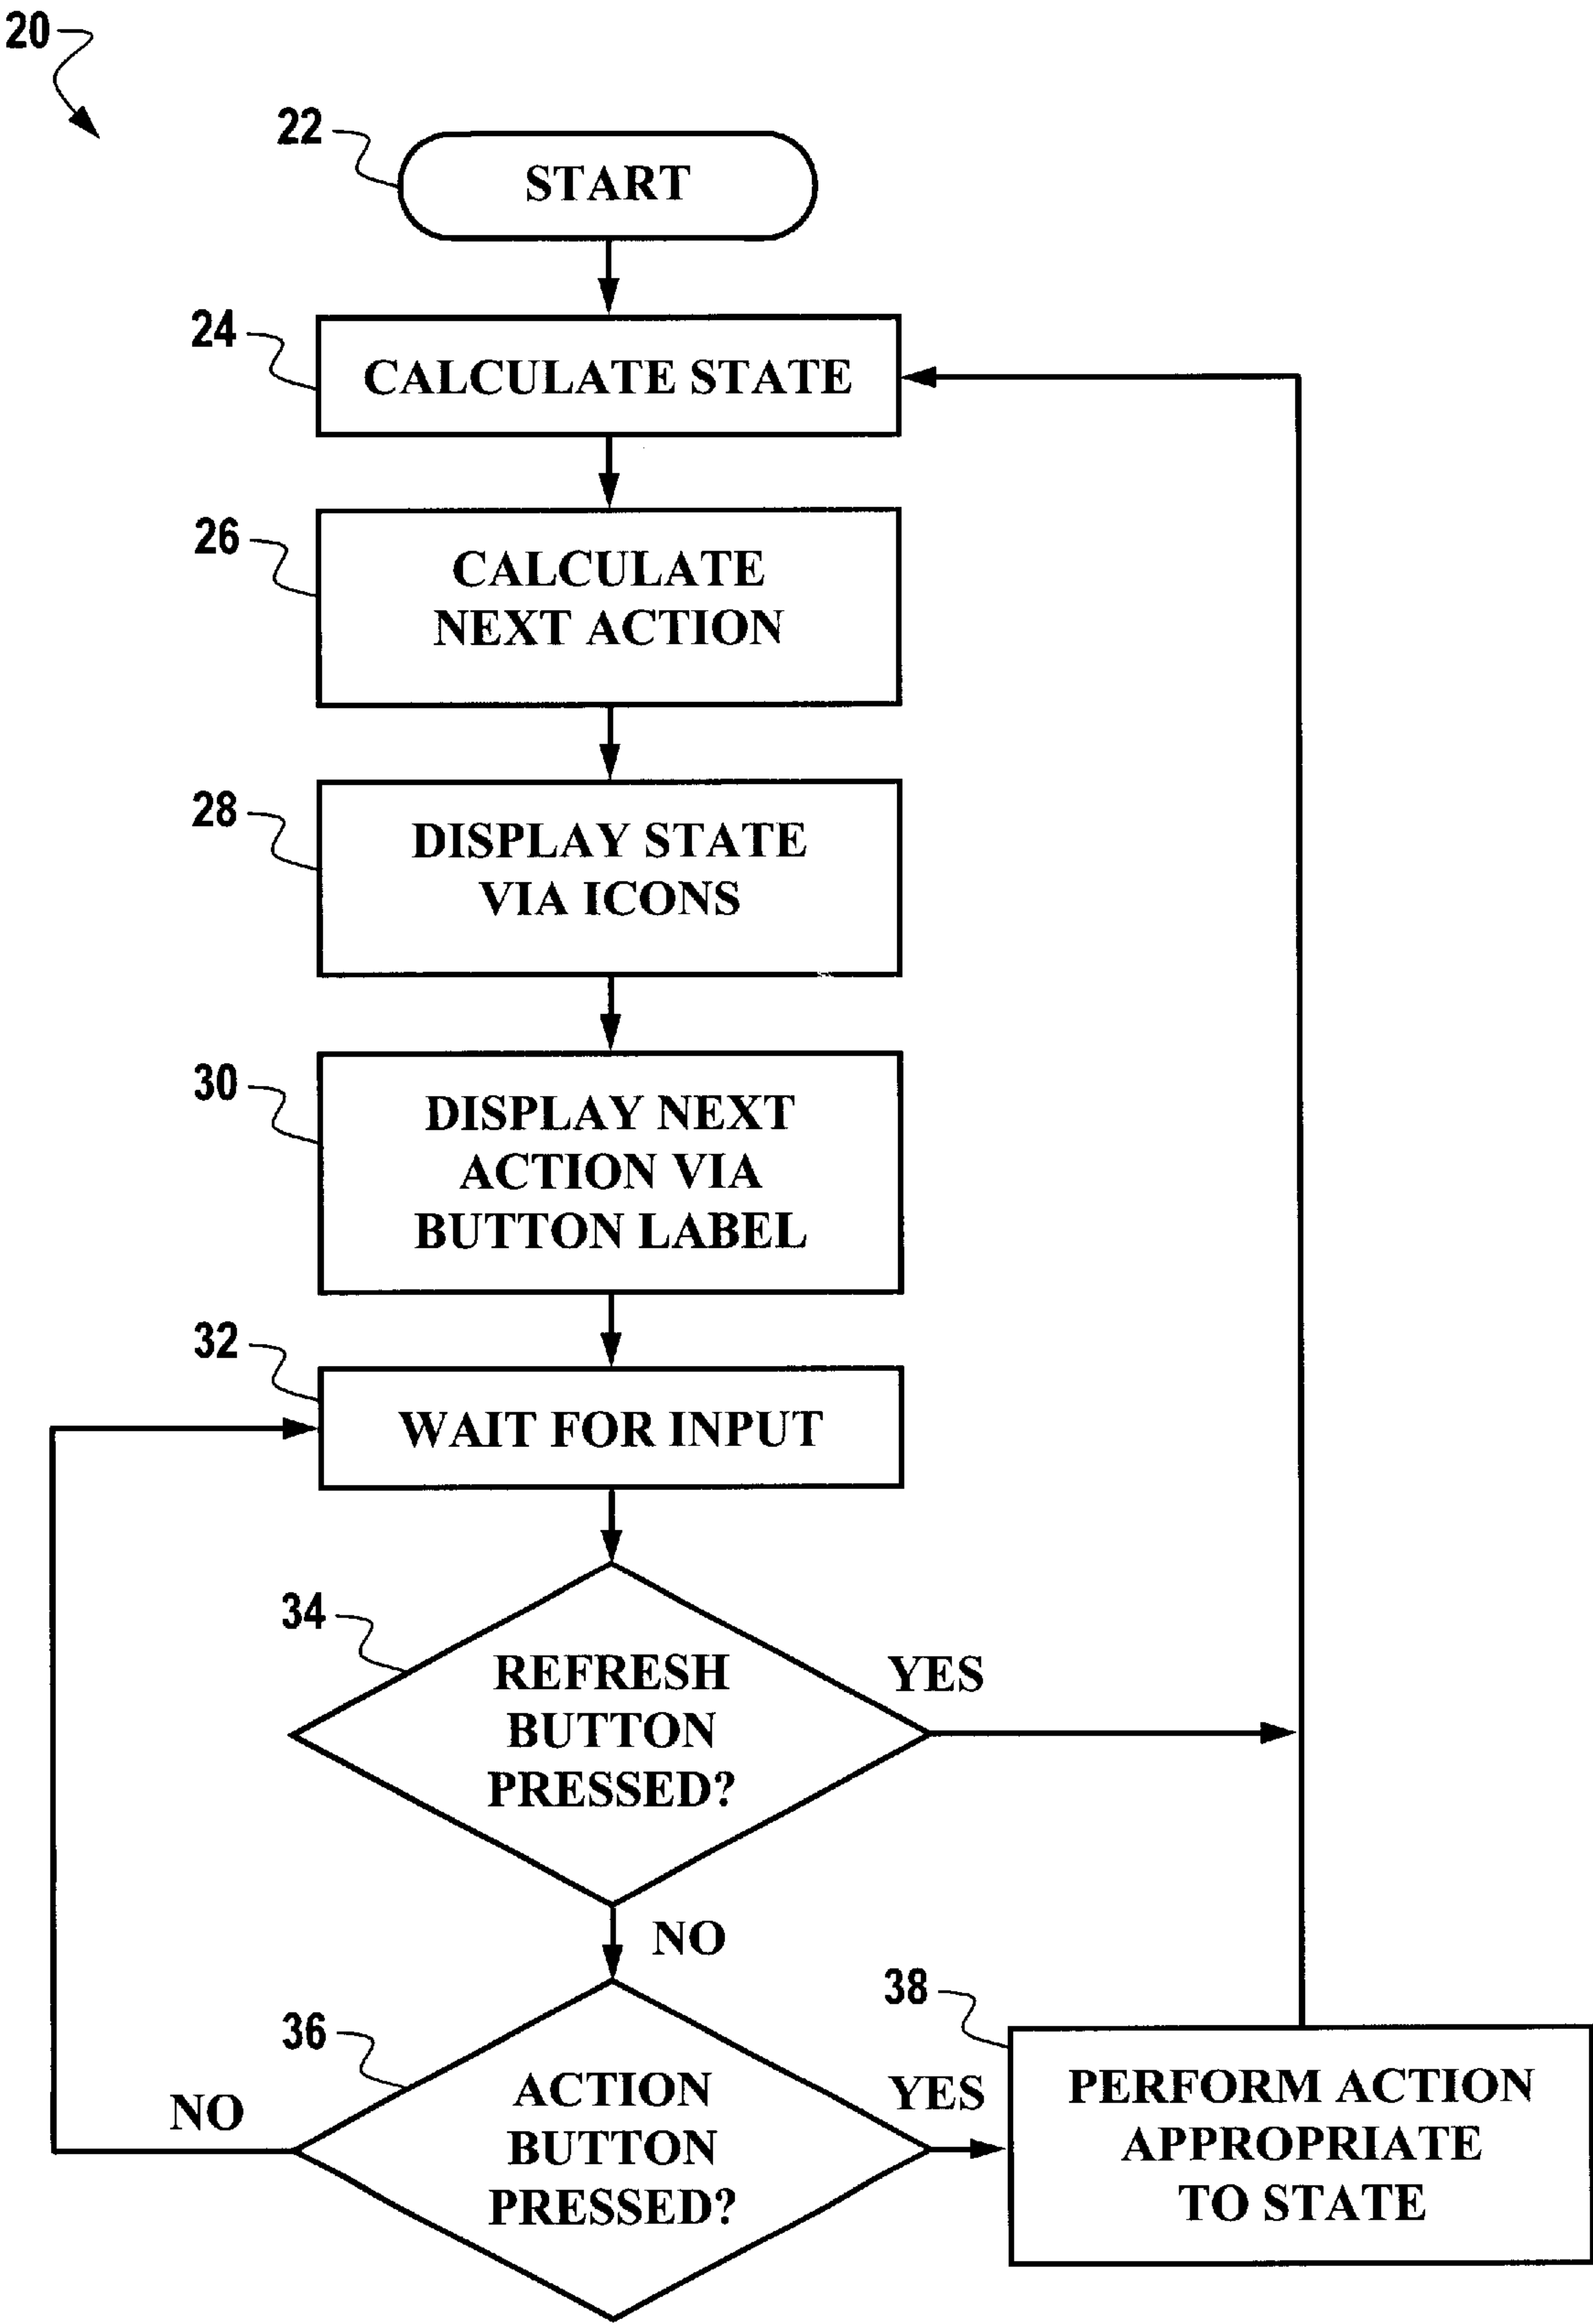 20
22
START
24
CALCULATE STATE
26
CALCULATE
NEXT ACTION
28
DISPLAY STATE
VIA ICONS
30
DISPLAY NEXT
ACTION VIA
BUTTON LABEL
32
WAIT FOR INPUT
34
REFRESH
BUTTON
PRESSED?
YES
NO
36
ACTION
BUTTON
PRESSED?
NO
YES
38
PERFORM ACTION
APPROPRIATE
TO STATE